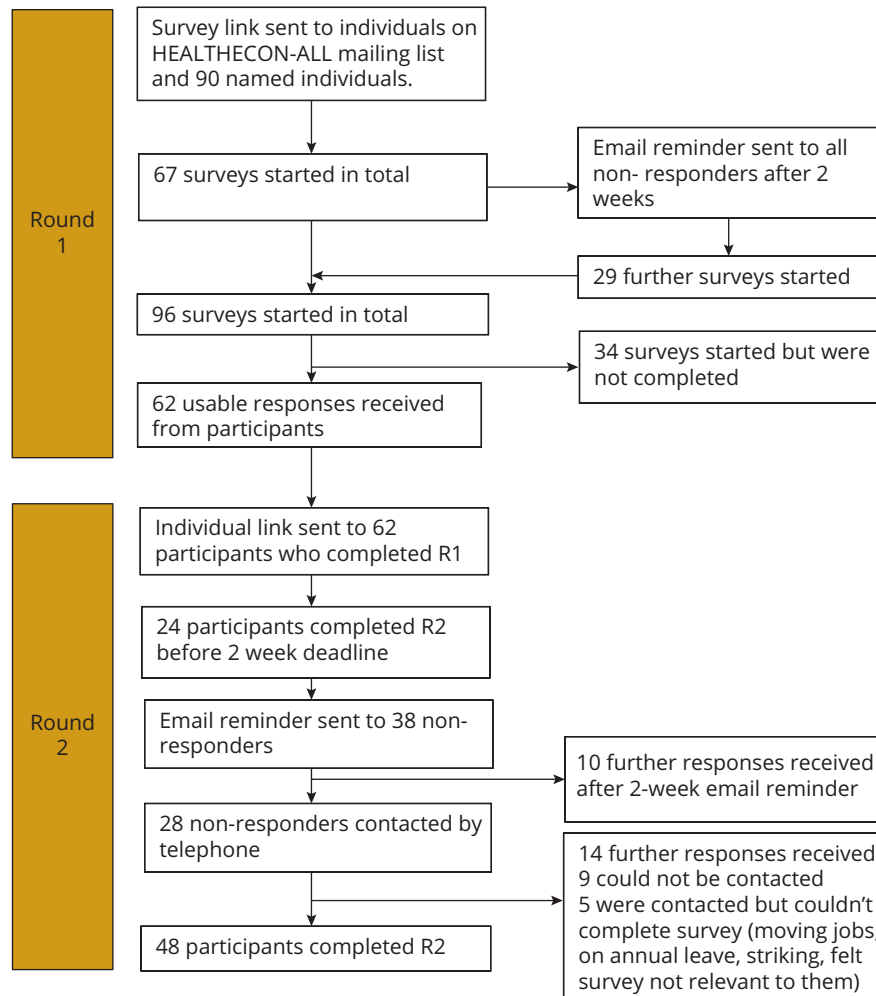 Survey link sent to individuals on
HEALTHECON-ALL mailing list
and 90 named individuals.
67 surveys started in total
Email reminder sent to all
non- responders after 2
weeks
Round
1
29 further surveys started
96 surveys started in total
34 surveys started but were
not completed
62 usable responses received
from participants
Individual link sent to 62
participants who completed R1
24 participants completed R2
before 2 week deadline
Round
2
Email reminder sent to 38 non-
responders
10 further responses received
after 2-week email reminder
28 non-responders contacted by
telephone
14 further responses received
9 could not be contacted
5 were contacted but couldn't
complete survey (moving jobs,
on annual leave, striking, felt
survey not relevant to them)
48 participants completed R2